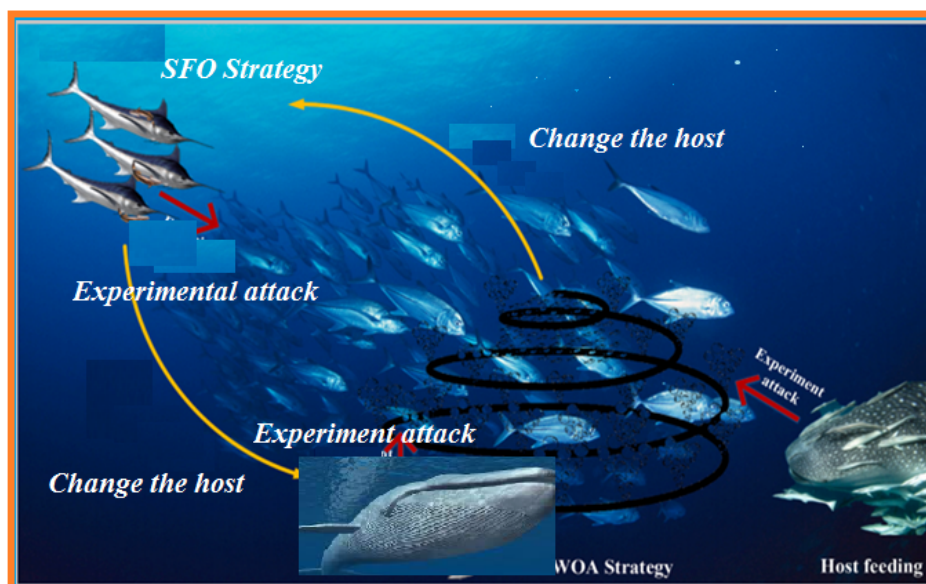 SFO Strategy
Change the host
Experimental attack
Experiment
attack
Experiment attack
Change the host
WOA Strategy
Host feeding